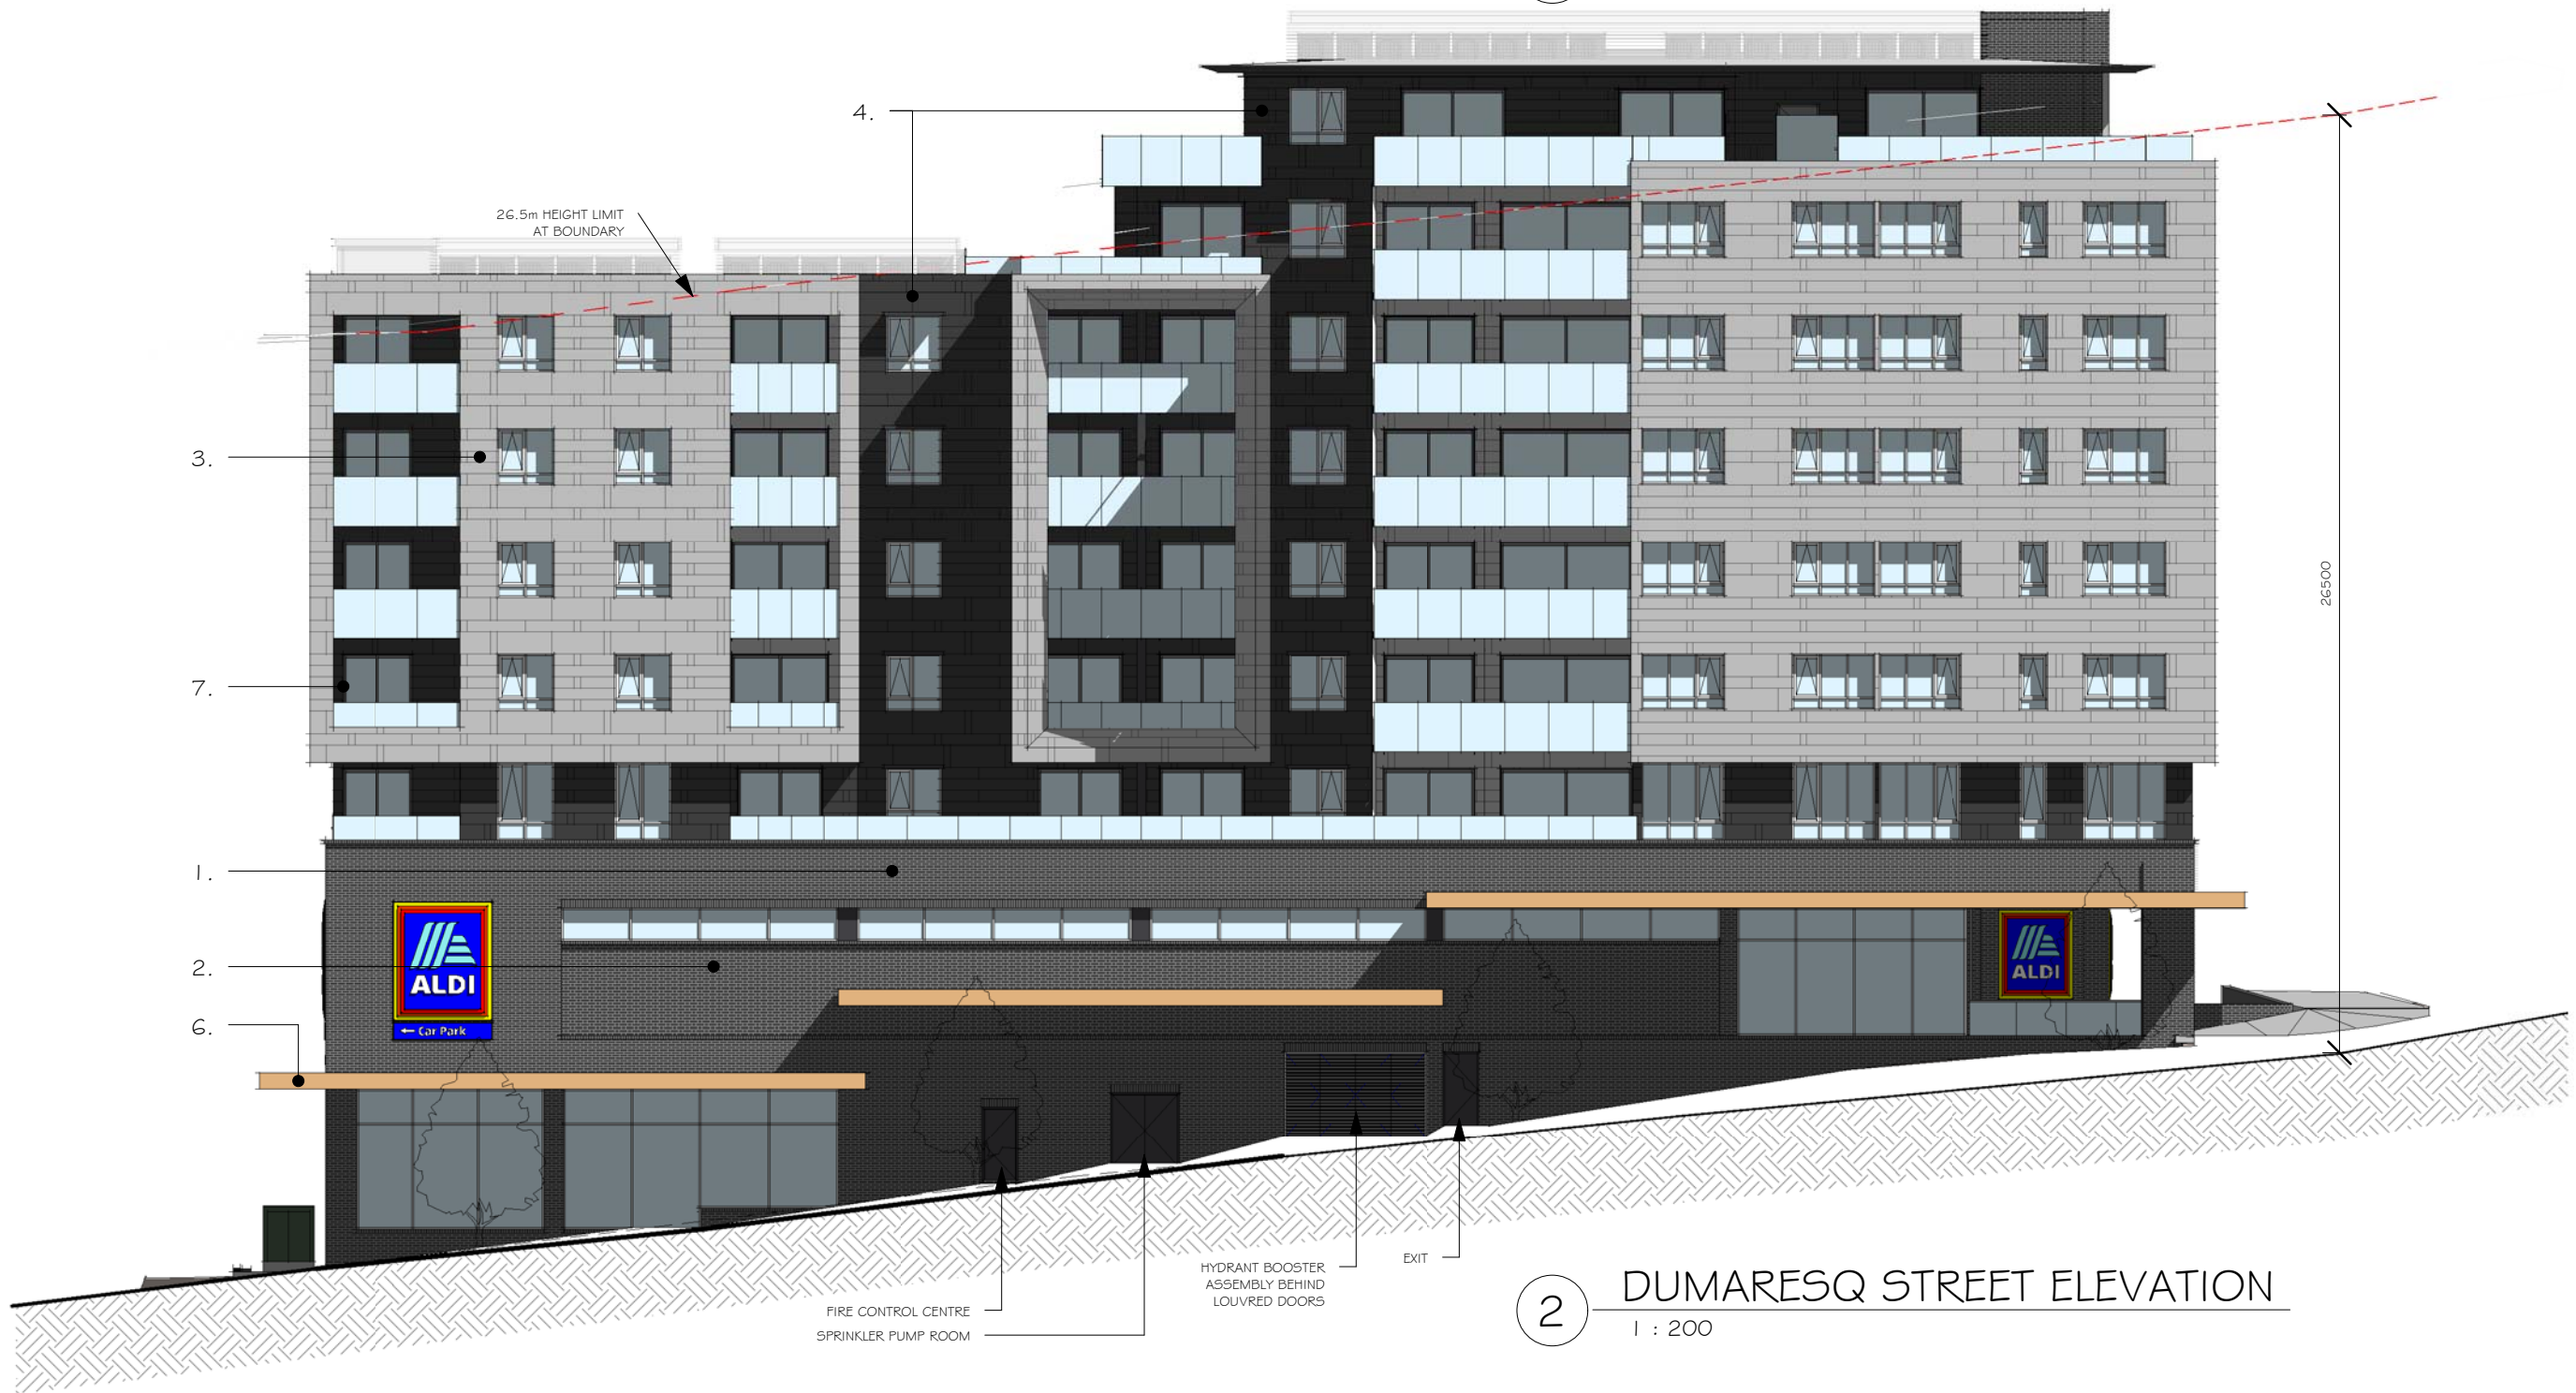 4.
26.5m HEIGHT LIMIT
AT BOUNDARY
3.
26500
7.
1.
ALDI
ALDI
2.
← Car Park
6.
EXIT
HYDRANT BOOSTER
ASSEMBLY BEHIND
LOUVRED DOORS
FIRE CONTROL CENTRE
SPRINKLER PUMP ROOM
2
DUMARESQ STREET ELEVATION
1 : 200